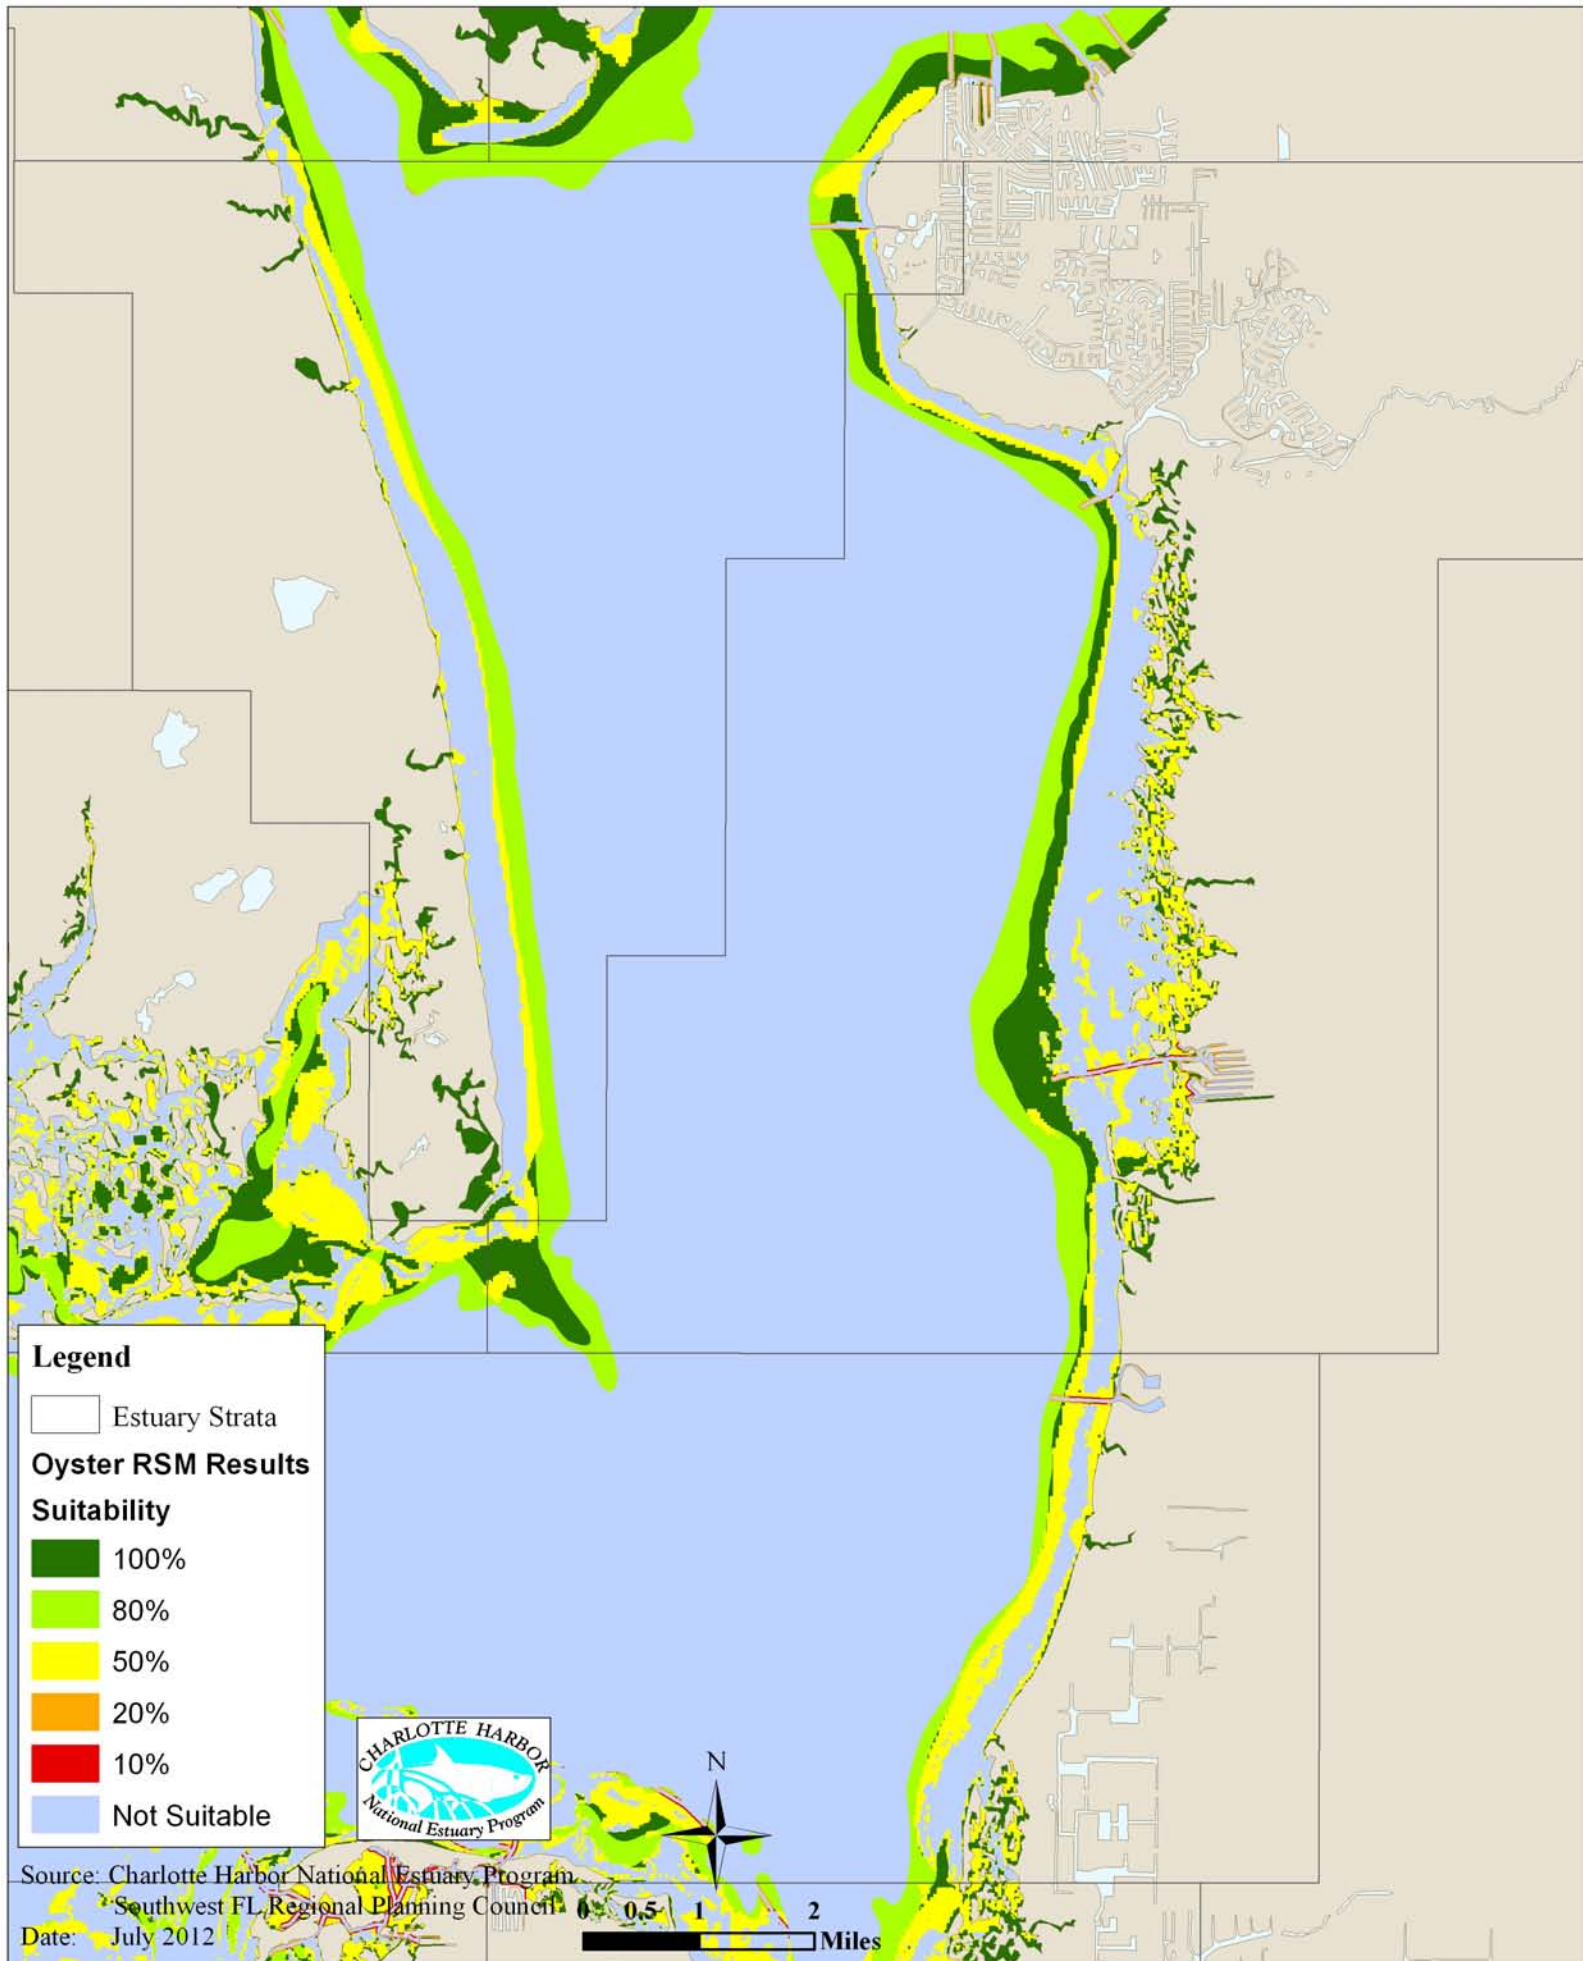 Legend
Estuary Strata
Oyster RSM Results
Suitability
100%
80%
50%
20%
10%
Not Suitable
CHARLOTTE HARBOR
National Estuary Program
N
Source: Charlotte Harbor National Estuary Program
Southwest FL Regional Planning Council
Date: July 2012
0 0.5 1 2
Miles